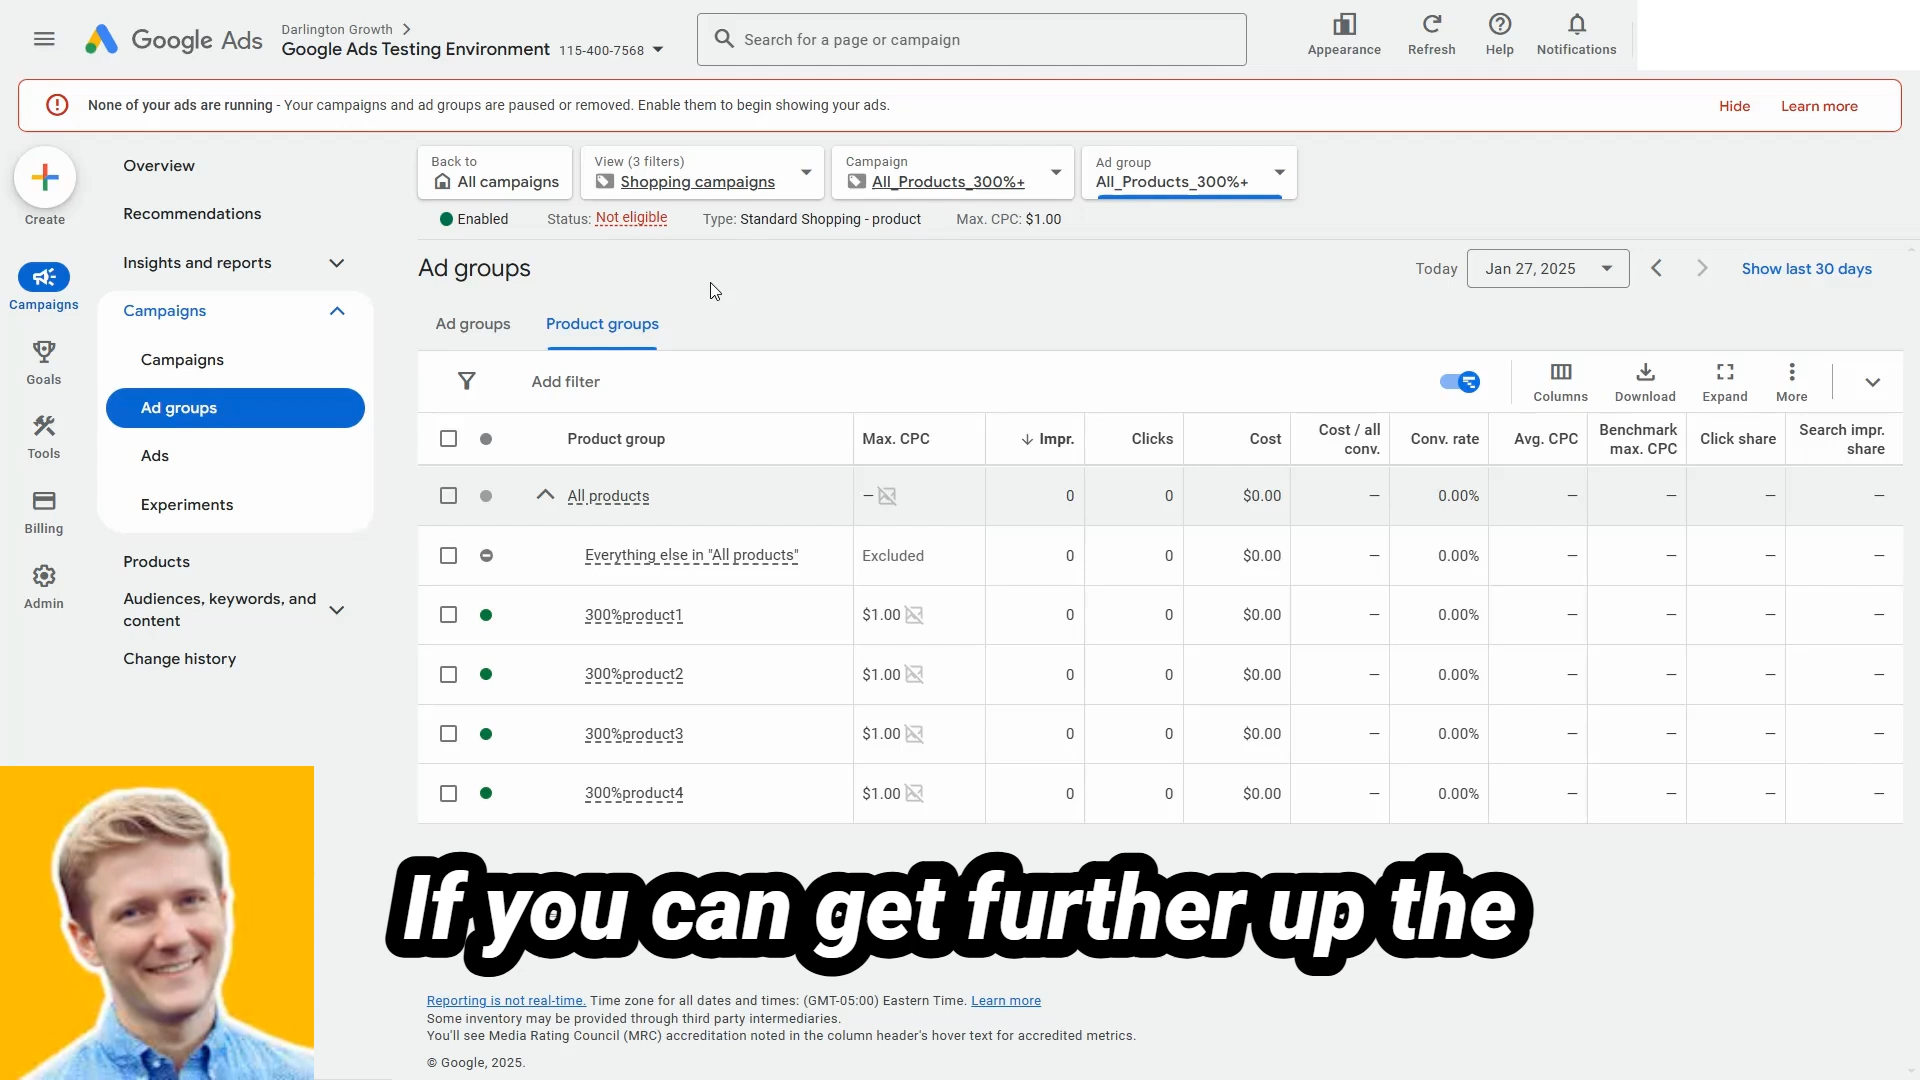 Google Ads
Darlington Growth
Google Ads Testing Environment 115-400-7568
Search for a page or campaign
Appearance
Refresh
Help
Notifications
None of your ads are running - Your campaigns and ad groups are paused or removed. Enable them to begin showing your ads.
Hide
Learn more
Create
Campaigns
Goals
Tools
Billing
Admin
Overview
Recommendations
Insights and reports
Campaigns
Campaigns
Ad groups
Ads
Experiments
Products
Audiences, keywords, and
content
Change history
Back to
All campaigns
View (3 filters)
Shopping campaigns
Campaign
All_Products_300%+
Ad group
All_Products_300%+
Enabled Status: Not eligible Type: Standard Shopping - product Max. CPC: $1.00
Ad groups
Today Jan 27, 2025 Show last 30 days
Ad groups Product groups
Add filter
Columns Download Expand More
Product group Max. CPC Impr. Clicks Cost Cost / all conv. Conv. rate Avg. CPC Benchmark max. CPC Click share Search impr. share
All products – 0 0 $0.00 – 0.00% – – – –
Everything else in "All products" Excluded 0 0 $0.00 – 0.00% – – – –
300%product1 $1.00 0 0 $0.00 – 0.00% – – – –
300%product2 $1.00 0 0 $0.00 – 0.00% – – – –
300%product3 $1.00 0 0 $0.00 – 0.00% – – – –
300%product4 $1.00 0 0 $0.00 – 0.00% – – – –
If you can get further up the
Reporting is not real-time. Time zone for all dates and times: (GMT-05:00) Eastern Time. Learn more
Some inventory may be provided through third party intermediaries.
You'll see Media Rating Council (MRC) accreditation noted in the column header's hover text for accredited metrics.
© Google, 2025.